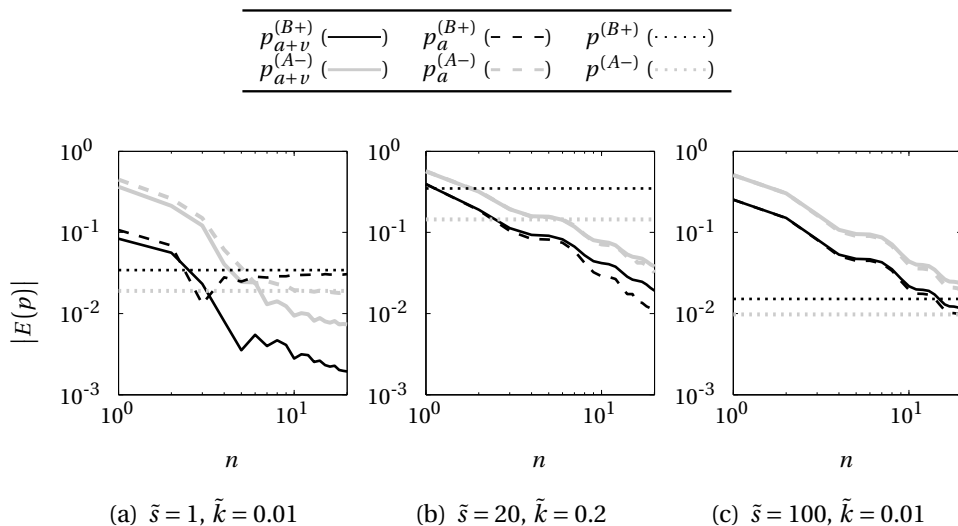 p_{a+v}^{(B+)} (——) p_a^{(B+)} (– – –) p^{(B+)} (·······)
p_{a+v}^{(A−)} (——) p_a^{(A−)} (– – –) p^{(A−)} (·······)
|E(p)|
10^0
10^{-1}
10^{-2}
10^{-3}
10^0 10^1
n
(a) s̃ = 1, k̃ = 0.01
10^0
10^{-1}
10^{-2}
10^{-3}
10^0 10^1
n
(b) s̃ = 20, k̃ = 0.2
10^0
10^{-1}
10^{-2}
10^{-3}
10^0 10^1
n
(c) s̃ = 100, k̃ = 0.01